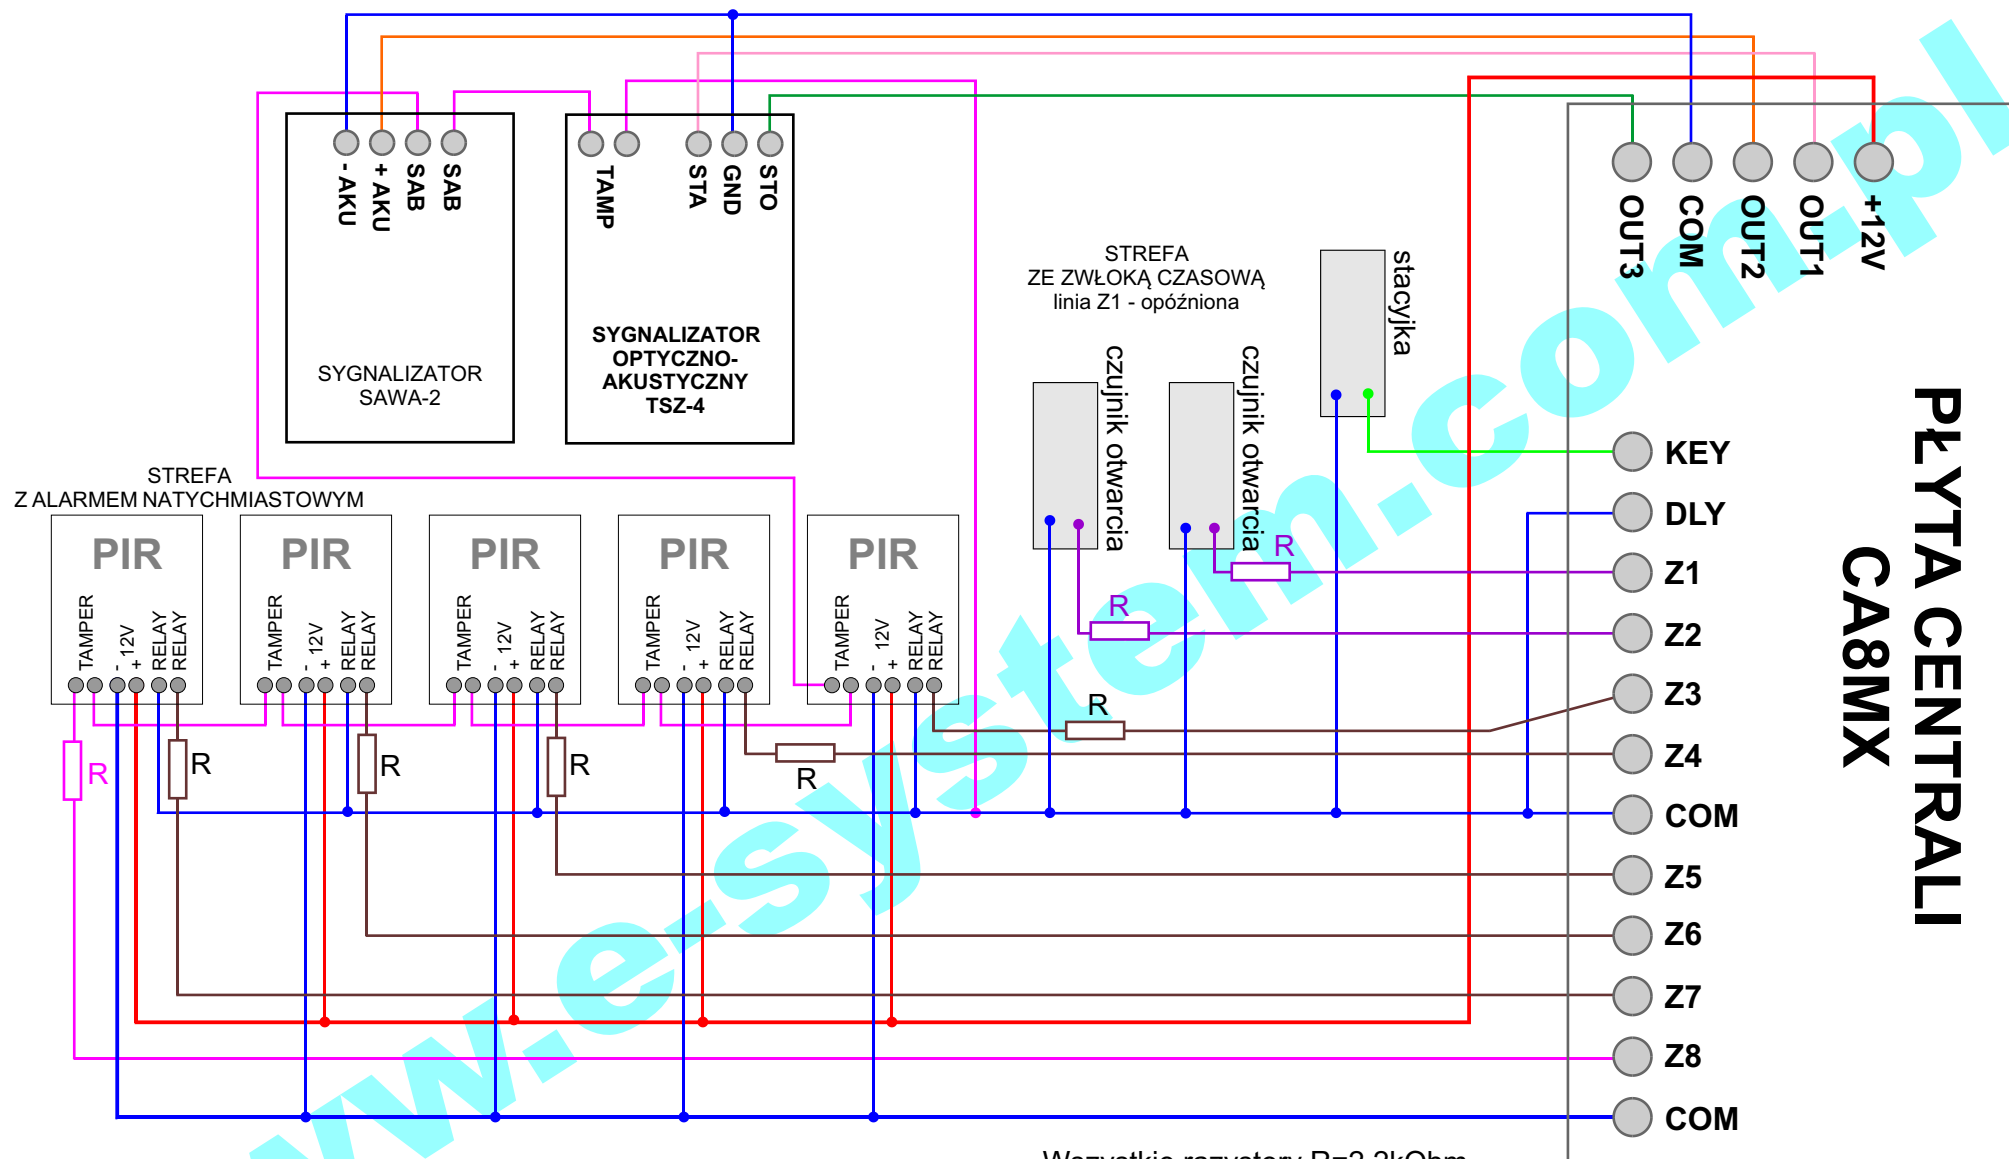 - AKU
+ AKU
SAB
SAB
SYGNALIZATOR
SAWA-2
TAMP
STA
GND
STO
SYGNALIZATOR
OPTYCZNO-
AKUSTYCZNY
TSZ-4
STREFA
ZE ZWŁOKĄ CZASOWĄ
linia Z1 - opóźniona
czujnik otwarcia
czujnik otwarcia
stacyjka
OUT3
COM
OUT2
OUT1
+12V
STREFA
Z ALARMEM NATYCHMIASTOWYM
PIR
TAMPER
- 12V +
RELAY
RELAY
PIR
TAMPER
- 12V +
RELAY
RELAY
PIR
TAMPER
- 12V +
RELAY
RELAY
PIR
TAMPER
- 12V +
RELAY
RELAY
PIR
TAMPER
- 12V +
RELAY
RELAY
R
R
R
R
R
R
R
R
KEY
DLY
Z1
Z2
Z3
Z4
COM
Z5
Z6
Z7
Z8
COM
PŁYTA CENTRALI
CA8MX
Wszystkie rezystory R=2,2kOhm
www.e-system.com.pl